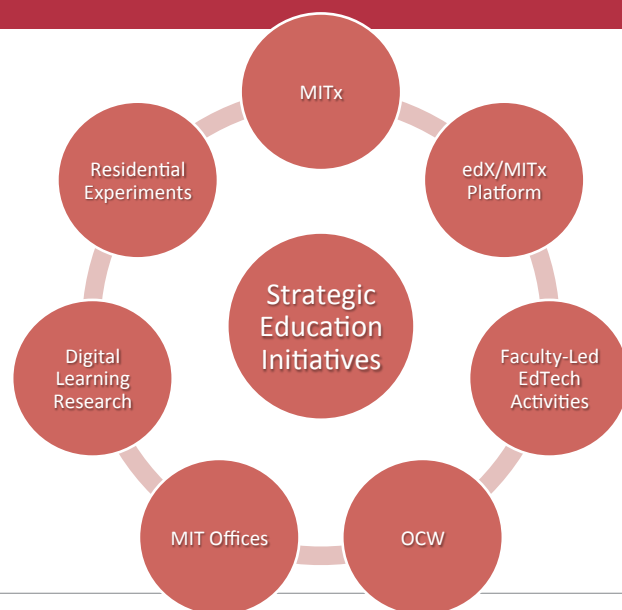 MITx
edX/MITx
Platform
Faculty-Led
EdTech
Activities
OCW
MIT Offices
Digital
Learning
Research
Residential
Experiments
Strategic
Education
Initiatives